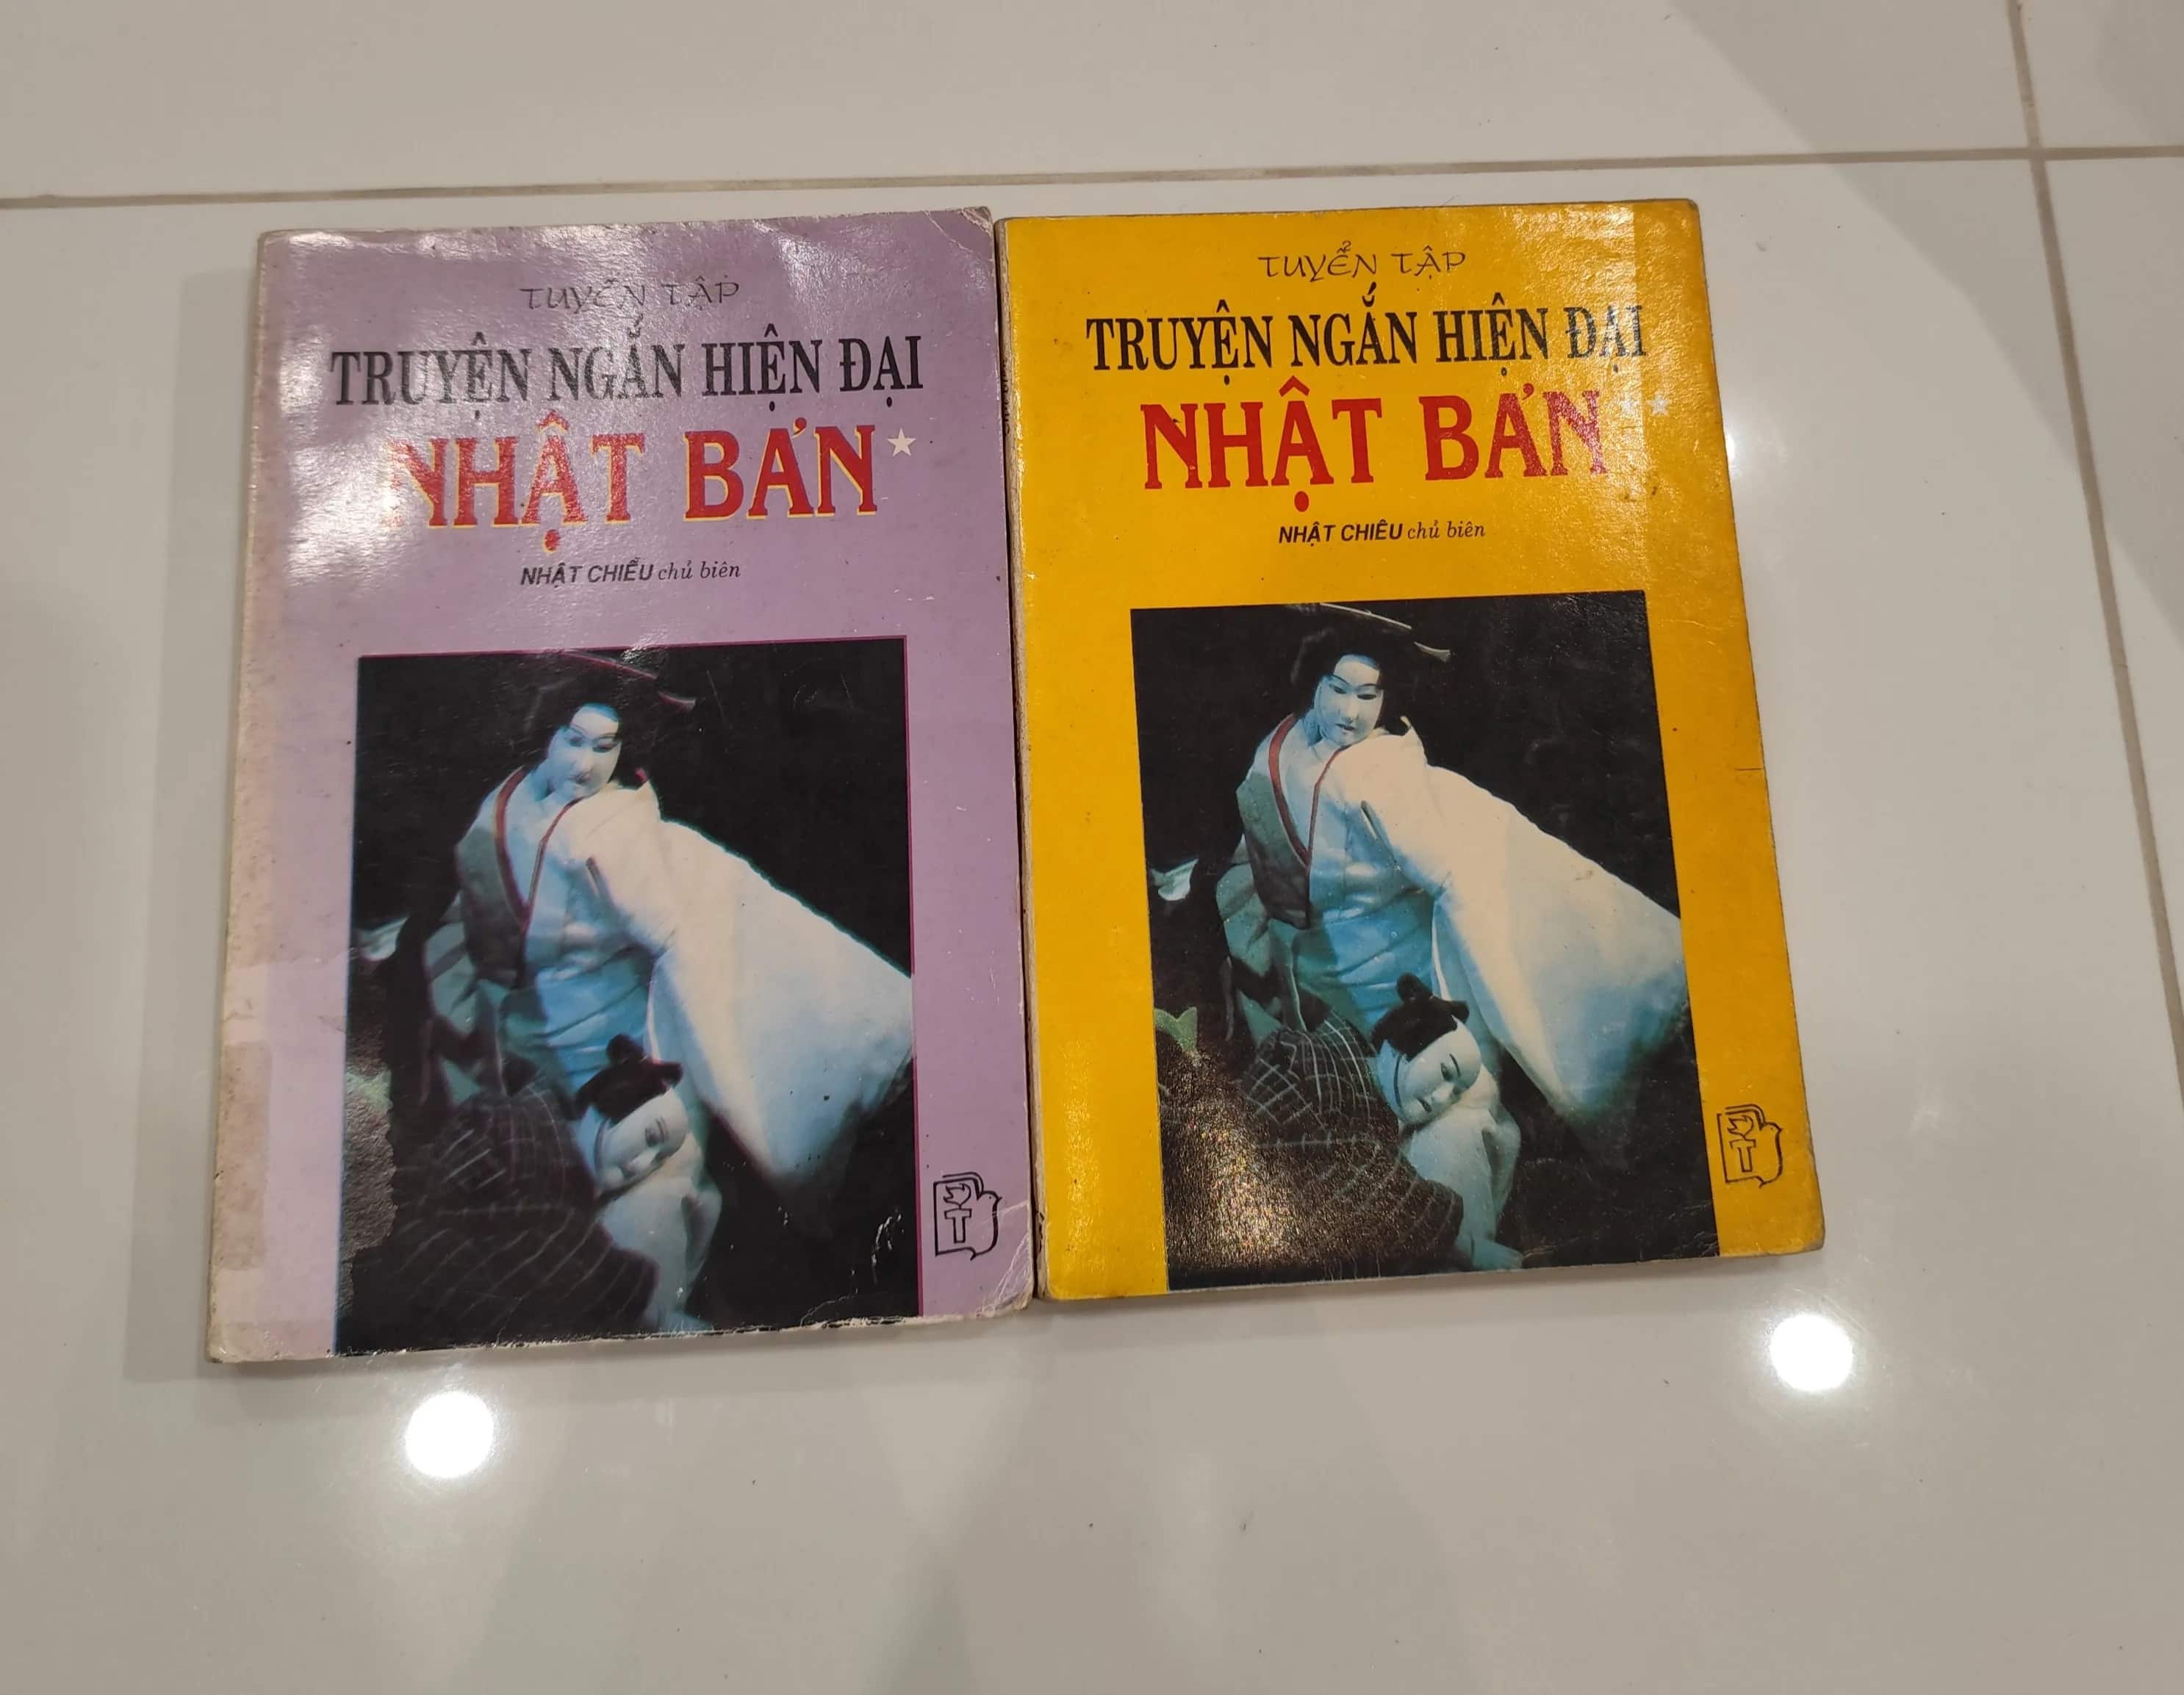 TUYỂN TẬP
TRUYỆN NGẮN HIỆN ĐẠI
NHẬT BẢN
NHẬT CHIÊU chủ biên
T
TUYỂN TẬP
TRUYỆN NGẮN HIỆN ĐẠI
NHẬT BẢN
NHẬT CHIÊU chủ biên
T